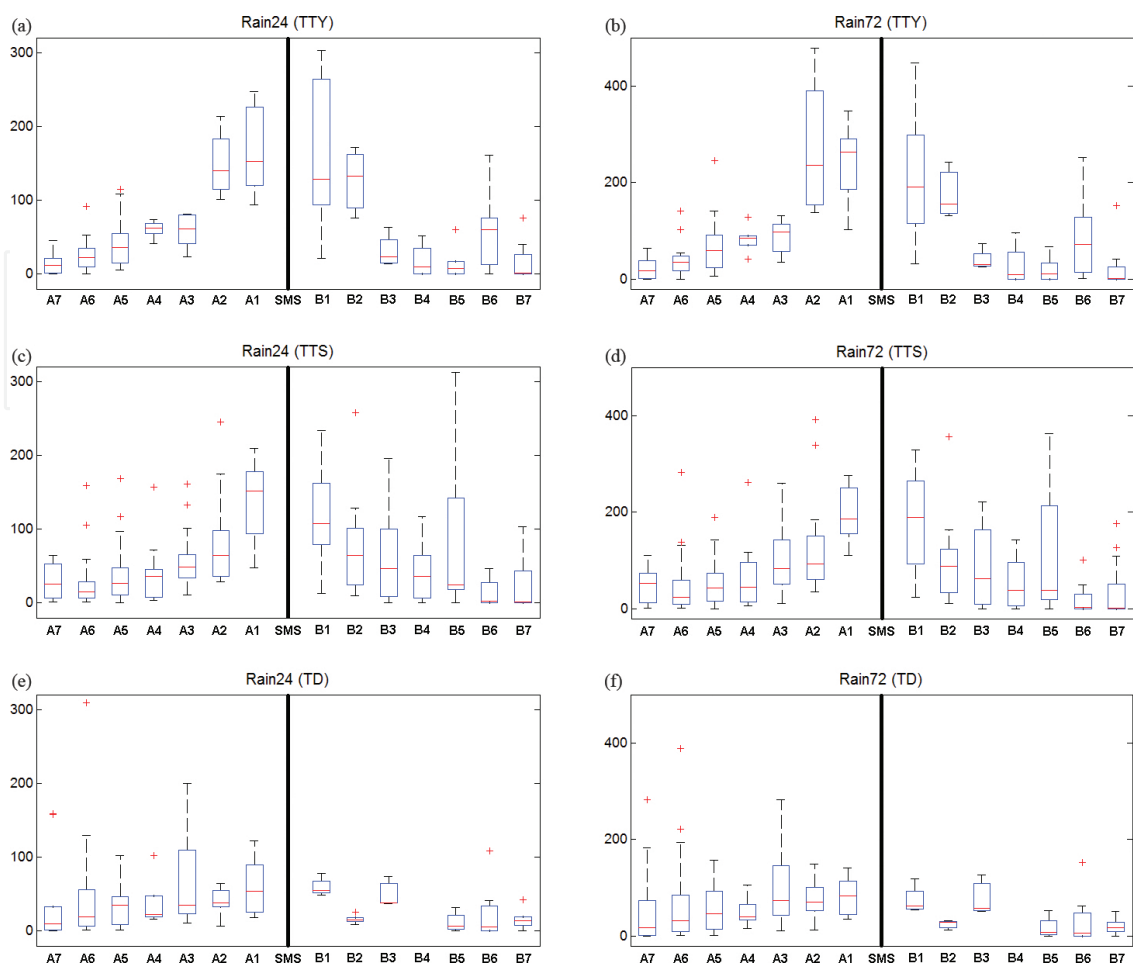 (a) Rain24 (TTY)
300
200
100
0
A7 A6 A5 A4 A3 A2 A1 SMS B1 B2 B3 B4 B5 B6 B7
(b) Rain72 (TTY)
400
200
0
A7 A6 A5 A4 A3 A2 A1 SMS B1 B2 B3 B4 B5 B6 B7
(c) Rain24 (TTS)
300
200
100
0
A7 A6 A5 A4 A3 A2 A1 SMS B1 B2 B3 B4 B5 B6 B7
(d) Rain72 (TTS)
400
200
0
A7 A6 A5 A4 A3 A2 A1 SMS B1 B2 B3 B4 B5 B6 B7
(e) Rain24 (TD)
300
200
100
0
A7 A6 A5 A4 A3 A2 A1 SMS B1 B2 B3 B4 B5 B6 B7
(f) Rain72 (TD)
400
200
0
A7 A6 A5 A4 A3 A2 A1 SMS B1 B2 B3 B4 B5 B6 B7